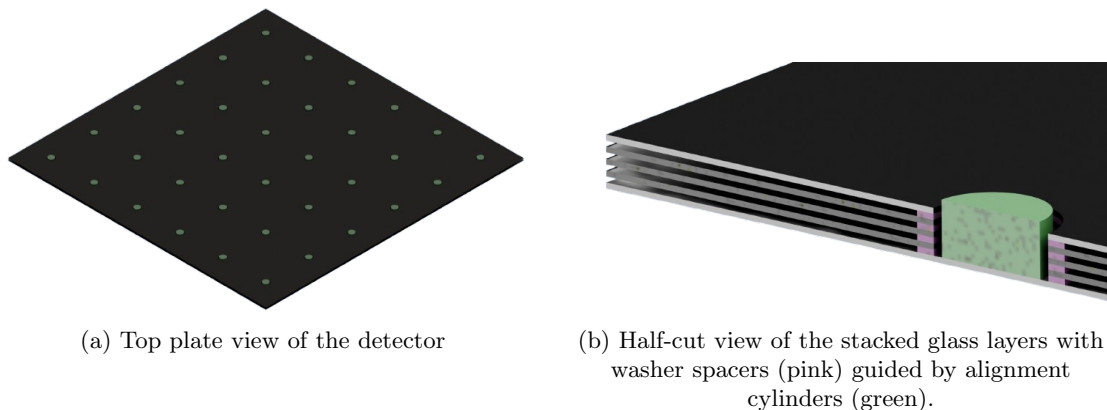 (a) Top plate view of the detector
(b) Half-cut view of the stacked glass layers with
washer spacers (pink) guided by alignment
cylinders (green).